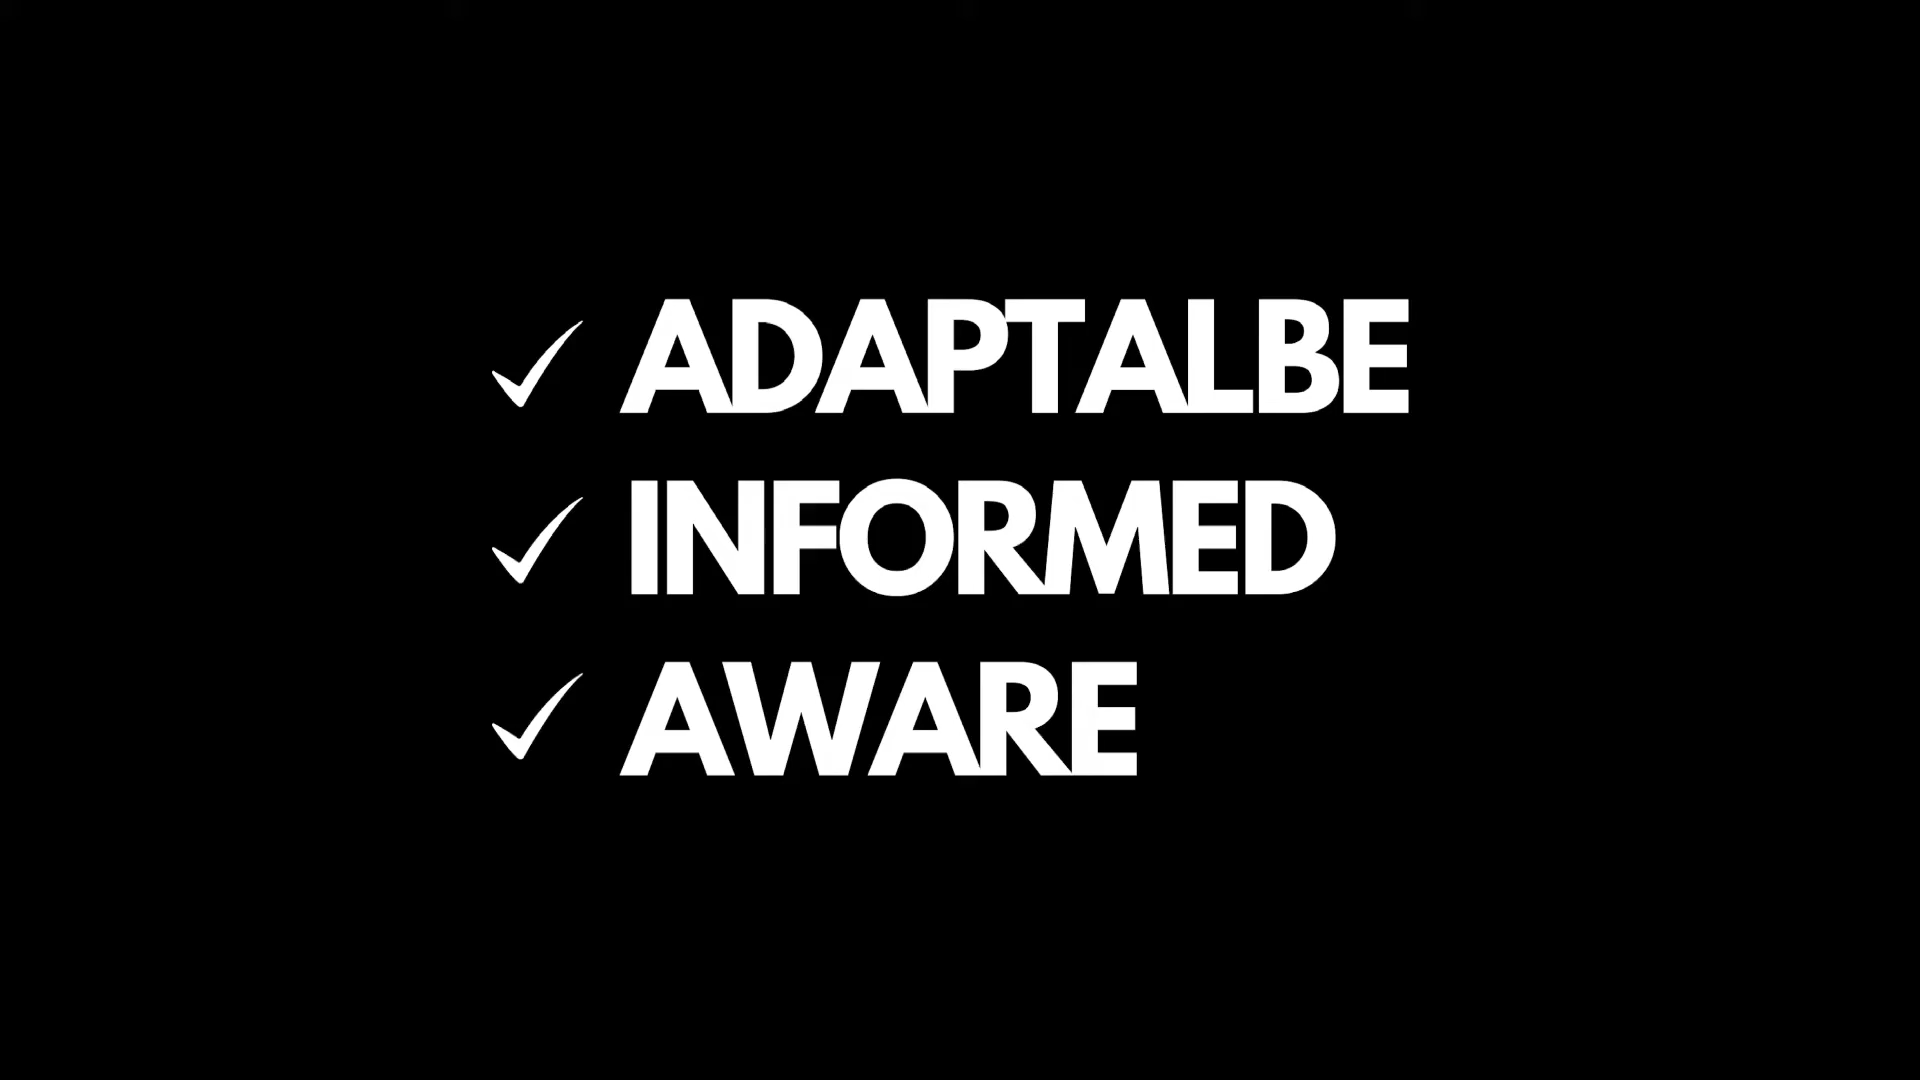 ✓ ADAPTALBE
✓ INFORMED
✓ AWARE